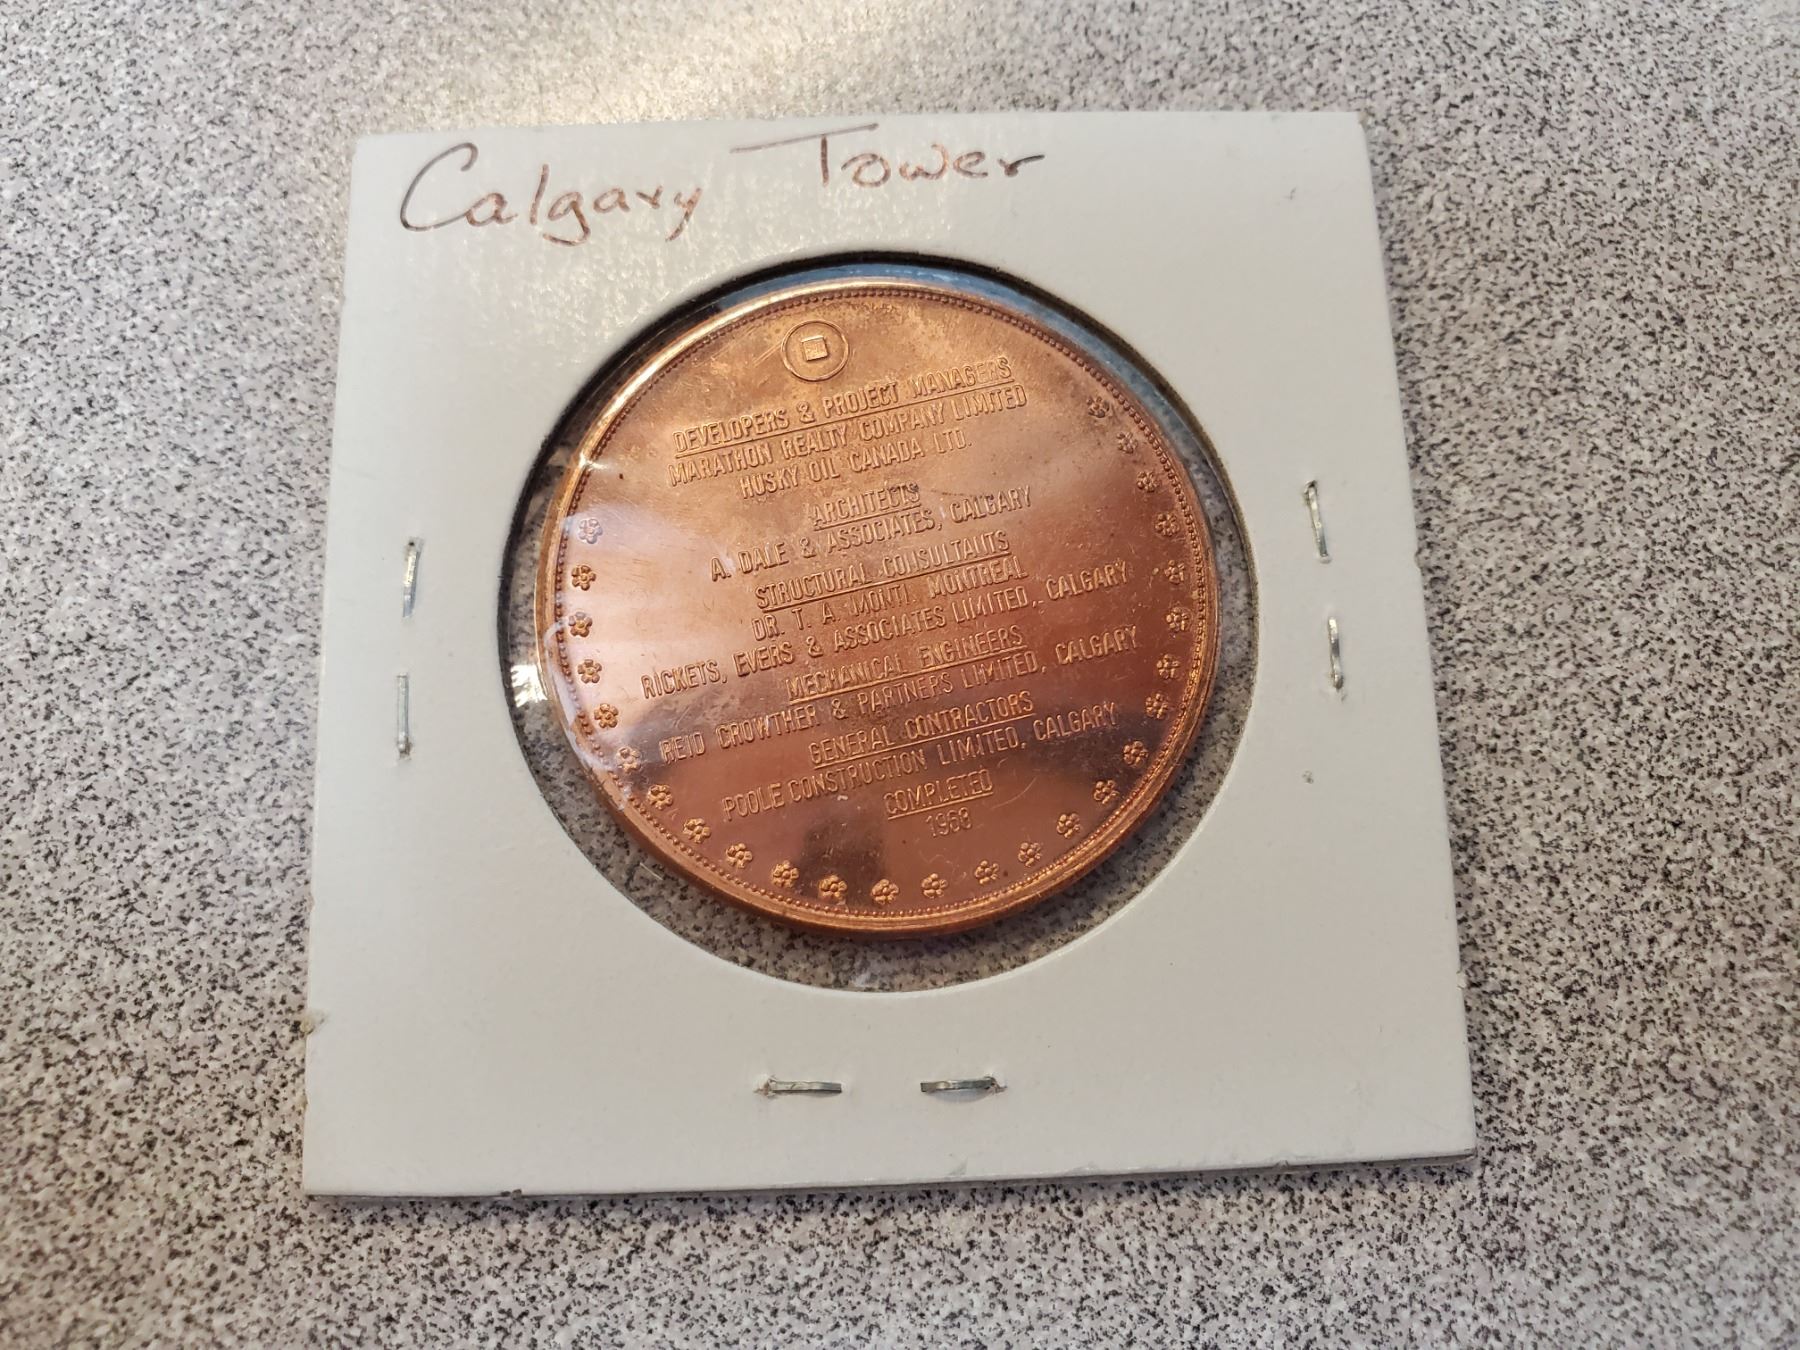 Calgary Tower
DEVELOPERS & PROJECT MANAGERS
MARATHON REALTY COMPANY LIMITED
HUSKY OIL CANADA LTD.
ARCHITECTS
A. DALE & ASSOCIATES, CALGARY
STRUCTURAL CONSULTANTS
DR. T. A. MONTI, MONTREAL
RICKETS, EVERS & ASSOCIATES LIMITED, CALGARY
MECHANICAL ENGINEERS
REID CROWTHER & PARTNERS LIMITED, CALGARY
GENERAL CONTRACTORS
POOLE CONSTRUCTION LIMITED, CALGARY
COMPLETED
1968